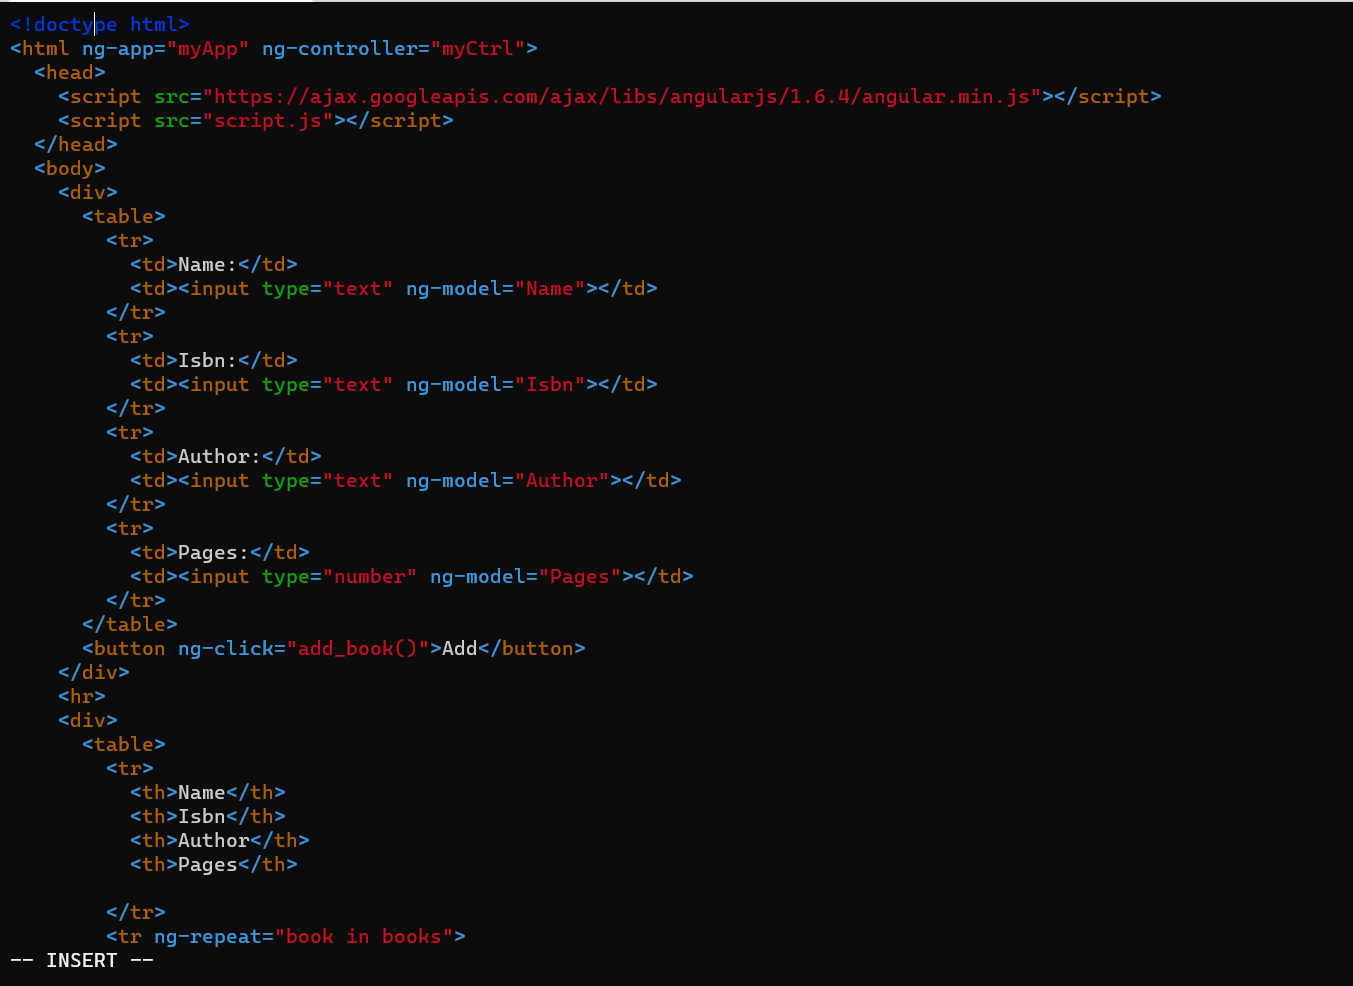 <!doctype html>
<html ng-app="myApp" ng-controller="myCtrl">
  <head>
    <script src="https://ajax.googleapis.com/ajax/libs/angularjs/1.6.4/angular.min.js"></script>
    <script src="script.js"></script>
  </head>
  <body>
    <div>
      <table>
        <tr>
          <td>Name:</td>
          <td><input type="text" ng-model="Name"></td>
        </tr>
        <tr>
          <td>Isbn:</td>
          <td><input type="text" ng-model="Isbn"></td>
        </tr>
        <tr>
          <td>Author:</td>
          <td><input type="text" ng-model="Author"></td>
        </tr>
        <tr>
          <td>Pages:</td>
          <td><input type="number" ng-model="Pages"></td>
        </tr>
      </table>
      <button ng-click="add_book()">Add</button>
    </div>
    <hr>
    <div>
      <table>
        <tr>
          <th>Name</th>
          <th>Isbn</th>
          <th>Author</th>
          <th>Pages</th>

        </tr>
        <tr ng-repeat="book in books">
-- INSERT --